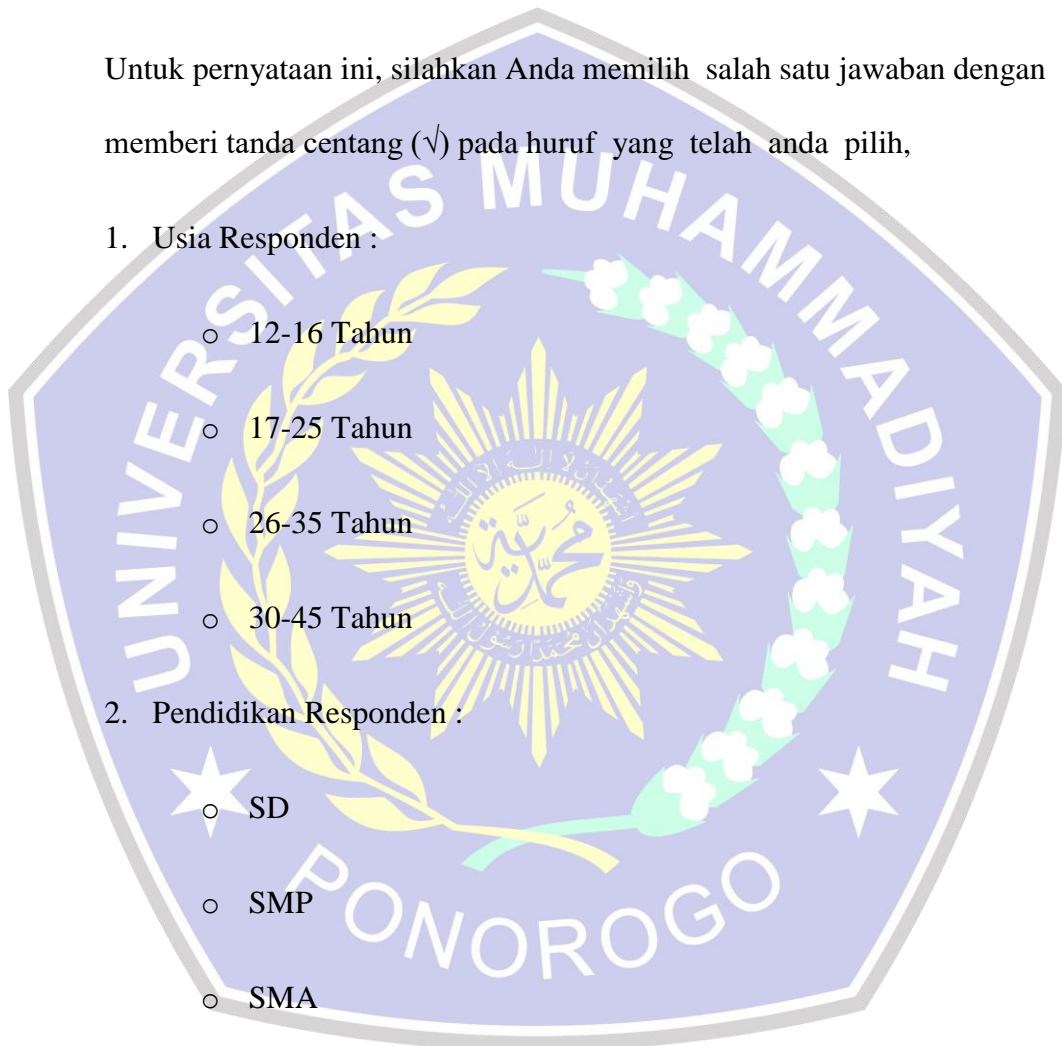 Untuk pernyataan ini, silahkan Anda memilih salah satu jawaban dengan
memberi tanda centang (√) pada huruf yang telah anda pilih,
1. Usia Responden :
o 12-16 Tahun
o 17-25 Tahun
o 26-35 Tahun
o 30-45 Tahun
2. Pendidikan Responden :
o SD
o SMP
o SMA
UNIVERSITAS MUHAMMADIYAH
PONOROGO
محمدية